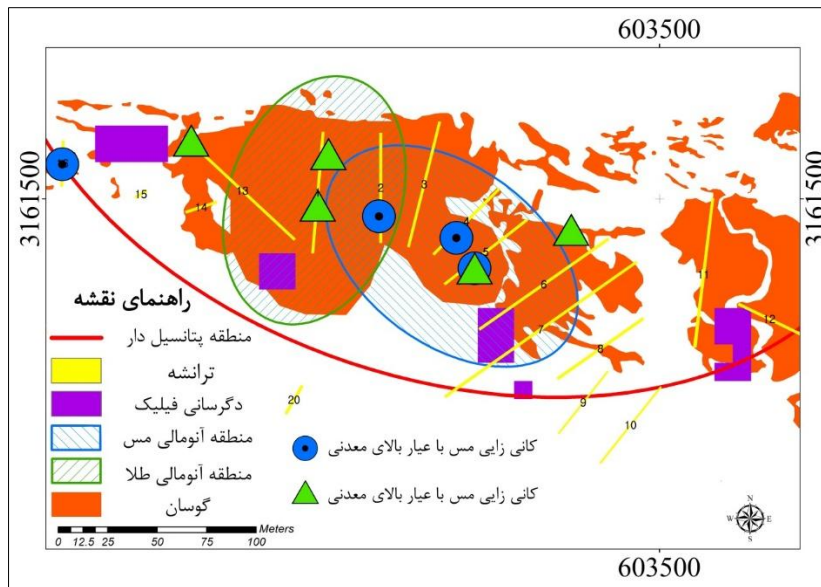 603500
3161500
3161500
2
3
4
5
6
7
8
9
10
11
12
13
14
15
20
راهنمای نقشه
منطقه پتانسیل دار
ترانشه
دگرسانی فیلیک
منطقه آنومالی مس
منطقه آنومالی طلا
گوسان
کانی زایی مس با عیار بالای معدنی
کانی زایی مس با عیار بالای معدنی
Meters
0 12.5 25 50 75 100
N
W E
S
603500